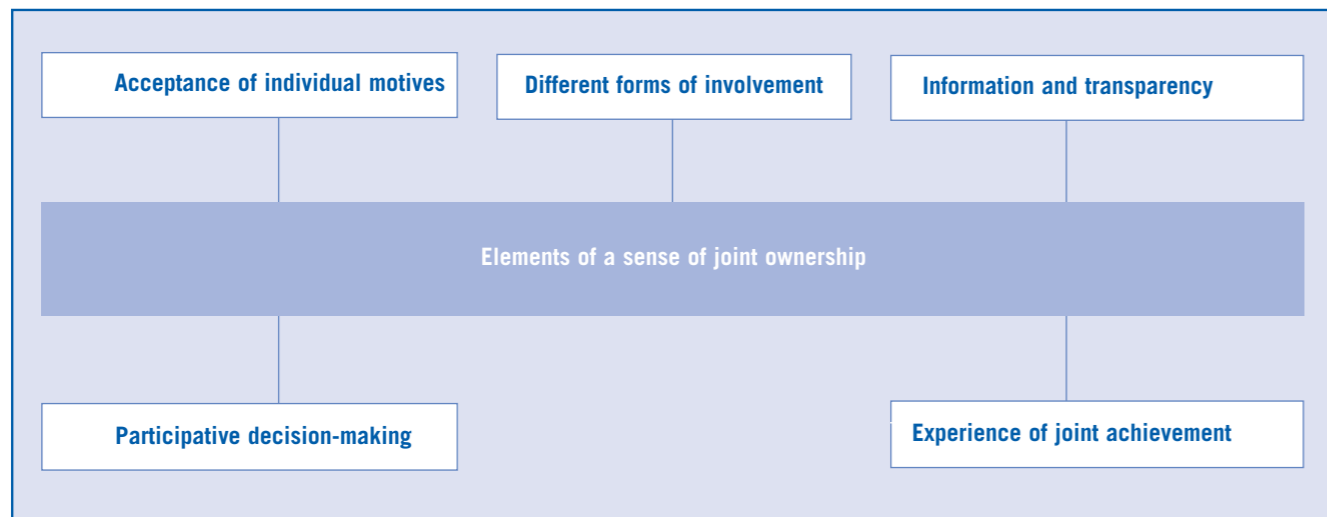 Acceptance of individual motives
Different forms of involvement
Information and transparency
Elements of a sense of joint ownership
Participative decision-making
Experience of joint achievement